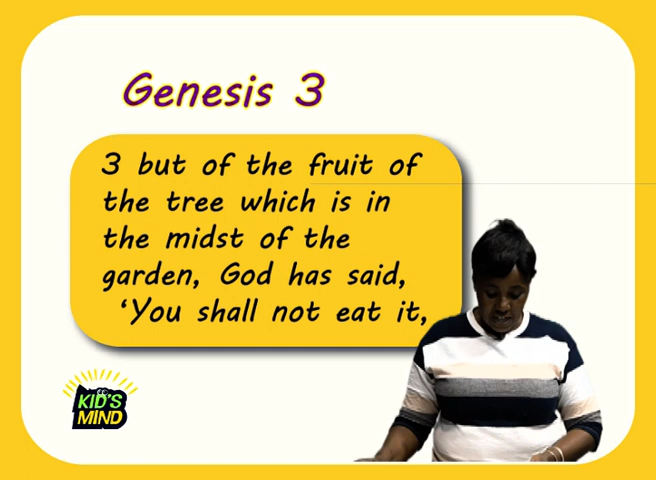 Genesis 3
3 but of the fruit of
the tree which is in
the midst of the
garden, God has said,
‘You shall not eat it,
KID'S
MIND